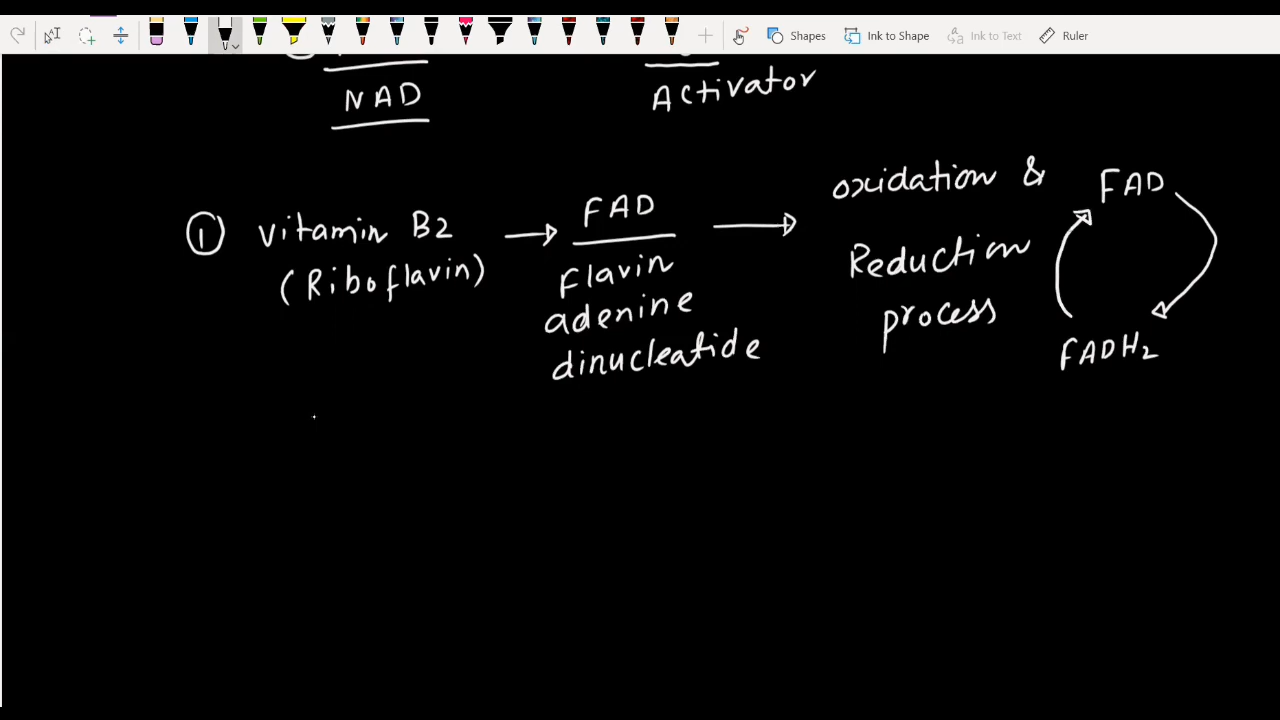 Shapes
Ink to Shape
Ink to Text
Ruler
NAD
Activator
1 vitamin B2
(Riboflavin)
FAD
Flavin
adenine
dinucleatide
oxidation &
Reduction
process
FAD
FADH2